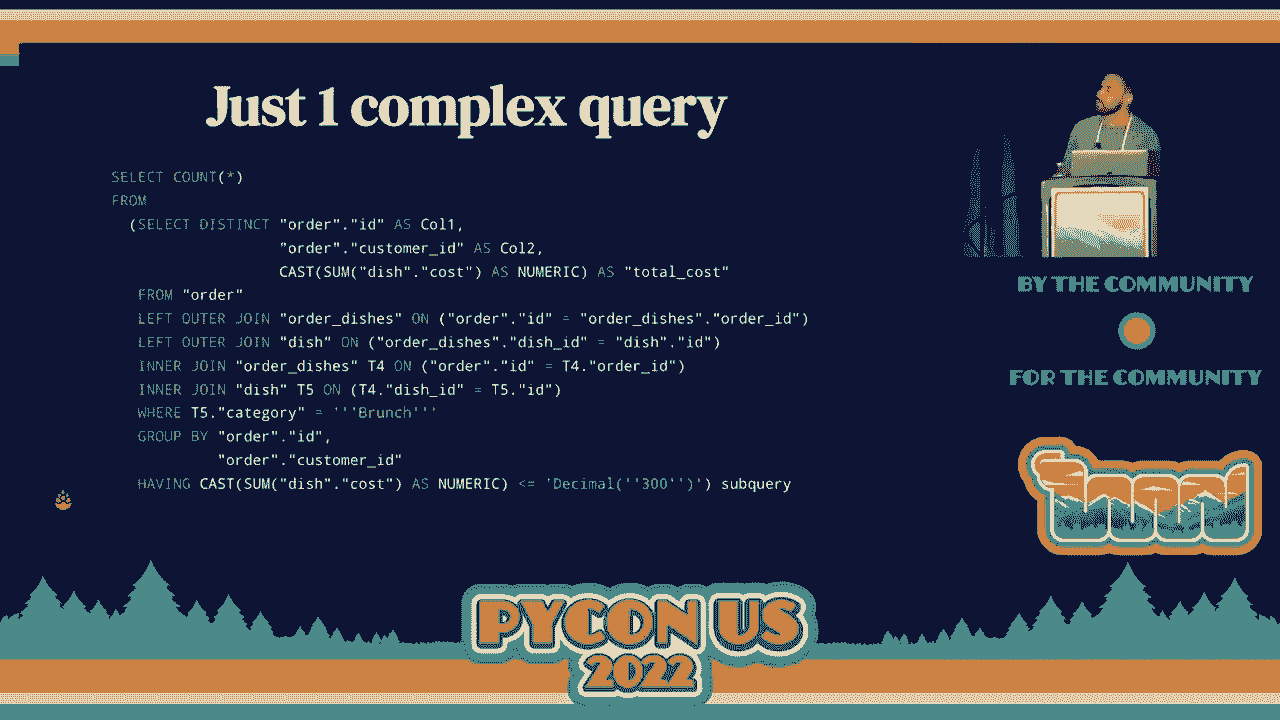 Just 1 complex query
SELECT COUNT(*)
FROM
(SELECT DISTINCT "order"."id" AS Col1,
"order"."customer_id" AS Col2,
CAST(SUM("dish"."cost") AS NUMERIC) AS "total_cost"
FROM "order"
LEFT OUTER JOIN "order_dishes" ON ("order"."id" = "order_dishes"."order_id")
LEFT OUTER JOIN "dish" ON ("order_dishes"."dish_id" = "dish"."id")
INNER JOIN "order_dishes" T4 ON ("order"."id" = T4."order_id")
INNER JOIN "dish" T5 ON (T4."dish_id" = T5."id")
WHERE T5."category" = '''Brunch'''
GROUP BY "order"."id",
"order"."customer_id"
HAVING CAST(SUM("dish"."cost") AS NUMERIC) <= 'Decimal(''300'')') subquery
BY THE COMMUNITY
FOR THE COMMUNITY
PYCON US
2022